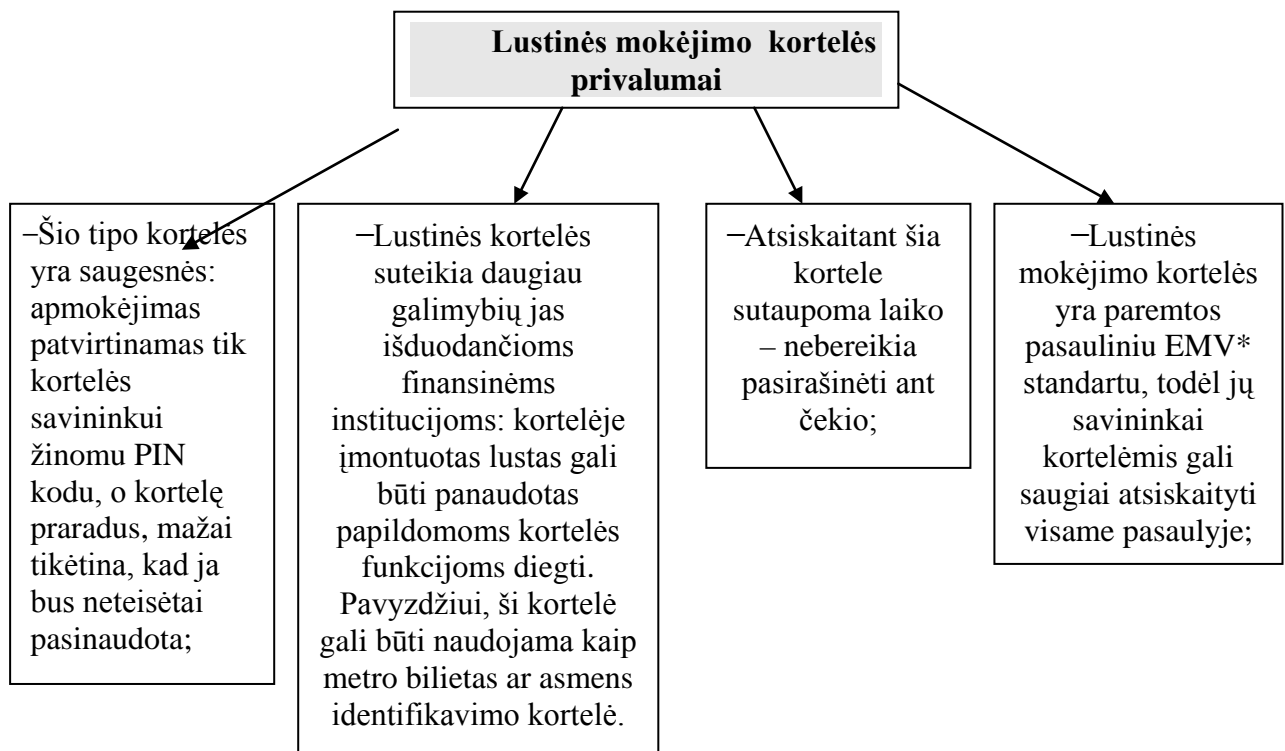 Lustinės mokėjimo kortelės
privalumai
–Šio tipo kortelės
yra saugesnės:
apmokėjimas
patvirtinamas tik
kortelės
savininkui
žinomu PIN
kodu, o kortelę
praradus, mažai
tikėtina, kad ja
bus neteisėtai
pasinaudota;
–Lustinės kortelės
suteikia daugiau
galimybių jas
išduodančioms
finansinėms
institucijoms: kortelėje
įmontuotas lustas gali
būti panaudotas
papildomoms kortelės
funkcijoms diegti.
Pavyzdžiui, ši kortelė
gali būti naudojama kaip
metro bilietas ar asmens
identifikavimo kortelė.
–Atsiskaitant šia
kortele
sutaupoma laiko
– nebereikia
pasirašinėti ant
čekio;
–Lustinės
mokėjimo kortelės
yra paremtos
pasauliniu EMV*
standartu, todėl jų
savininkai
kortelėmis gali
saugiai atsiskaityti
visame pasaulyje;